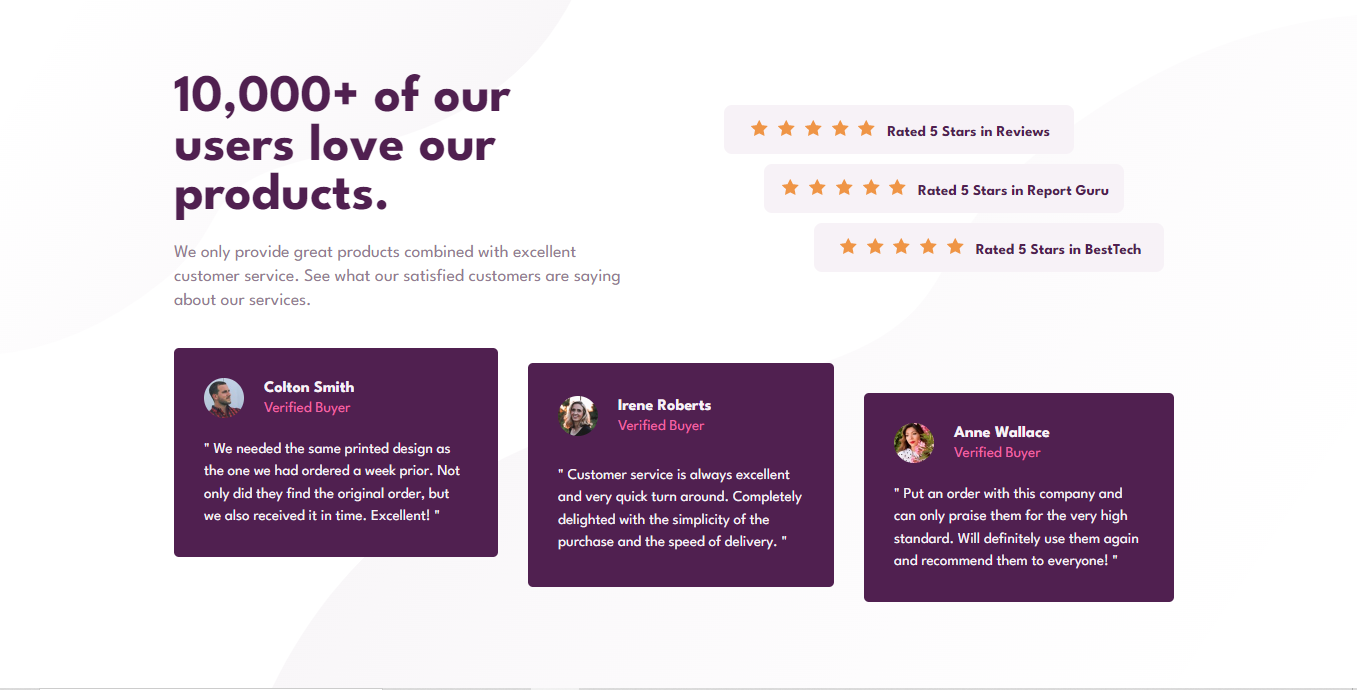 10,000+ of our
users love our
products.
We only provide great products combined with excellent
customer service. See what our satisfied customers are saying
about our services.
Rated 5 Stars in Reviews
Rated 5 Stars in Report Guru
Rated 5 Stars in BestTech
Colton Smith
Verified Buyer
" We needed the same printed design as
the one we had ordered a week prior. Not
only did they find the original order, but
we also received it in time. Excellent! "
Irene Roberts
Verified Buyer
" Customer service is always excellent
and very quick turn around. Completely
delighted with the simplicity of the
purchase and the speed of delivery. "
Anne Wallace
Verified Buyer
" Put an order with this company and
can only praise them for the very high
standard. Will definitely use them again
and recommend them to everyone! "